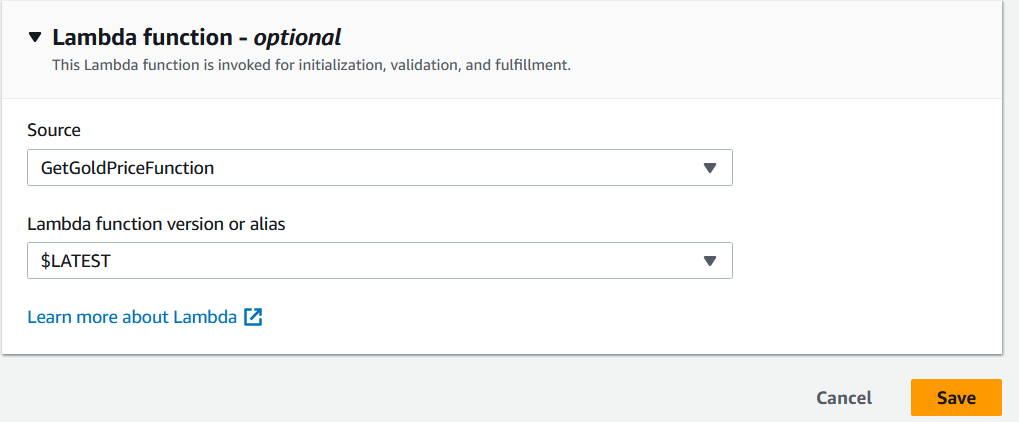 Lambda function - optional
This Lambda function is invoked for initialization, validation, and fulfillment.
Source
GetGoldPriceFunction
Lambda function version or alias
$LATEST
Learn more about Lambda
Cancel
Save